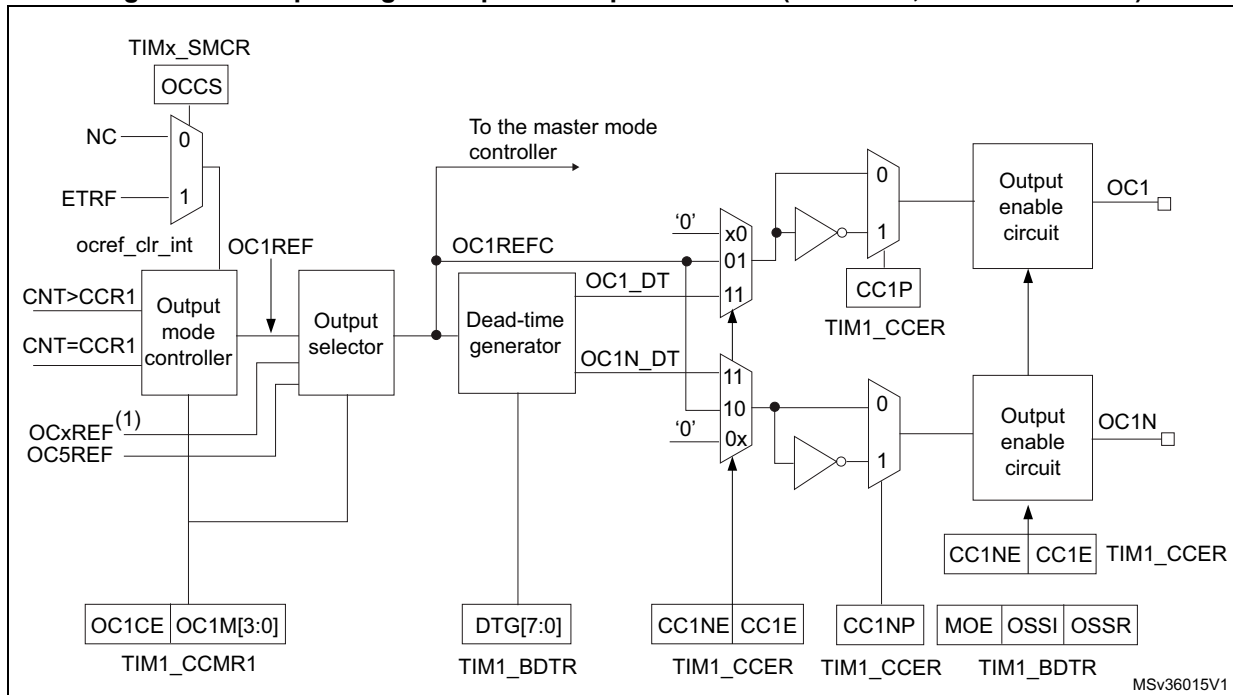 TIMx_SMCR
OCCS
NC
0
ETRF
1
ocref_clr_int
To the master mode
controller
OC1REF
OC1REFC
CNT>CCR1
CNT=CCR1
Output
mode
controller
Output
selector
Dead-time
generator
OC1_DT
OC1N_DT
OCxREF(1)
OC5REF
'0'
x0
01
11
11
10
'0'
0x
0
1
CC1P
TIM1_CCER
0
1
Output
enable
circuit
OC1
Output
enable
circuit
OC1N
CC1NE CC1E TIM1_CCER
OC1CE OC1M[3:0]
TIM1_CCMR1
DTG[7:0]
TIM1_BDTR
CC1NE CC1E
TIM1_CCER
CC1NP
TIM1_CCER
MOE OSSI OSSR
TIM1_BDTR
MSv36015V1